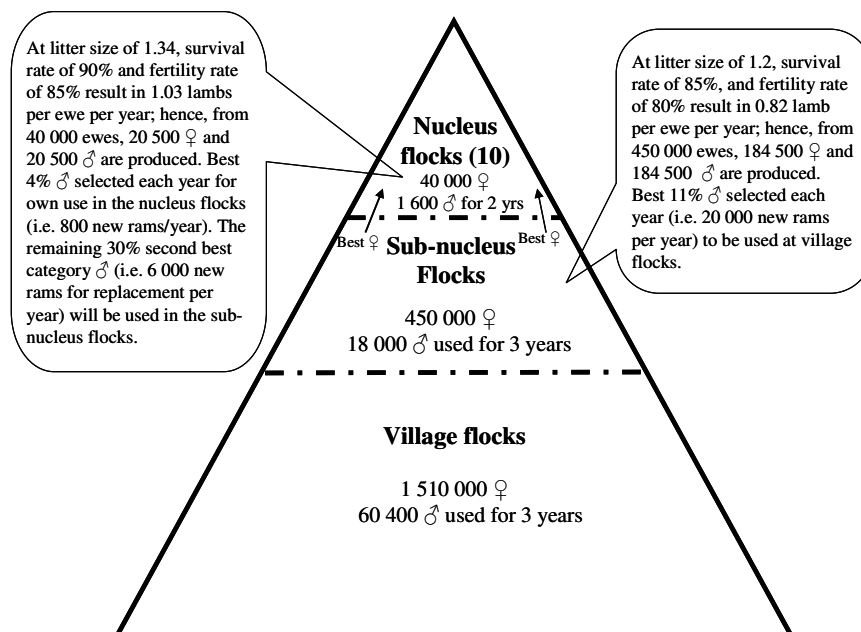 At litter size of 1.34, survival
rate of 90% and fertility rate
of 85% result in 1.03 lambs
per ewe per year; hence, from
40 000 ewes, 20 500 ♀ and
20 500 ♂ are produced. Best
4% ♂ selected each year for
own use in the nucleus flocks
(i.e. 800 new rams/year). The
remaining 30% second best
category ♂ (i.e. 6 000 new
rams for replacement per
year) will be used in the sub-
nucleus flocks.
At litter size of 1.2, survival
rate of 85%, and fertility rate
of 80% result in 0.82 lamb
per ewe per year; hence, from
450 000 ewes, 184 500 ♀ and
184 500 ♂ are produced.
Best 11% ♂ selected each
year (i.e. 20 000 new rams
per year) to be used at village
flocks.
Nucleus
flocks (10)
40 000 ♀
1 600 ♂ for 2 yrs
Best ♀
Best ♀
Sub-nucleus
Flocks
450 000 ♀
18 000 ♂ used for 3 years
Village flocks
1 510 000 ♀
60 400 ♂ used for 3 years